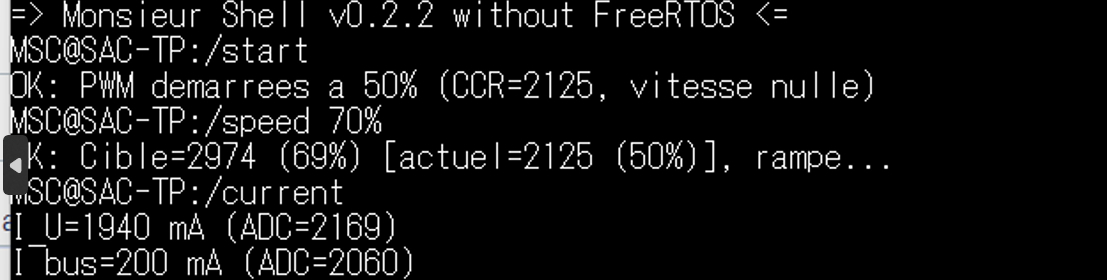 => Monsieur Shell v0.2.2 without FreeRTOS <=
MSC@SAC-TP:/start
OK: PWM demarrees a 50% (CCR=2125, vitesse nulle)
MSC@SAC-TP:/speed 70%
K: Cible=2974 (69%) [actuel=2125 (50%)], rampe...
MSC@SAC-TP:/current
I_U=1940 mA (ADC=2169)
I_bus=200 mA (ADC=2060)